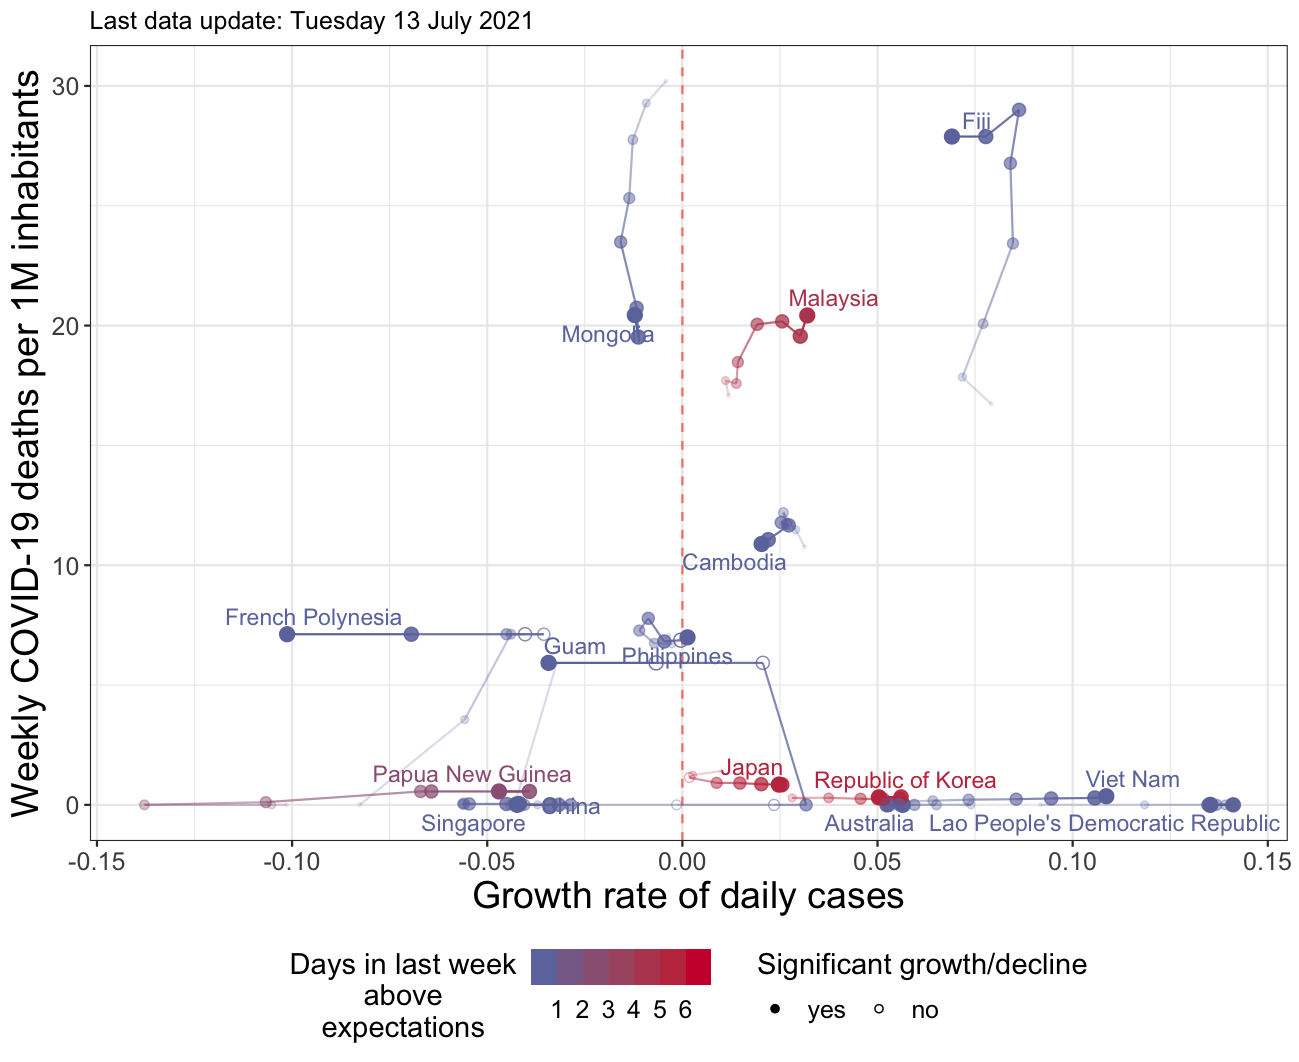 Last data update: Tuesday 13 July 2021
Weekly COVID-19 deaths per 1M inhabitants
30
20
10
0
Fiji
Malaysia
Mongolia
Cambodia
French Polynesia
Guam
Philippines
Papua New Guinea
Japan
Republic of Korea
Viet Nam
China
Singapore
Australia
Lao People's Democratic Republic
-0.15 -0.10 -0.05 0.00 0.05 0.10 0.15
Growth rate of daily cases
Days in last week
above
expectations
1 2 3 4 5 6
Significant growth/decline
yes no